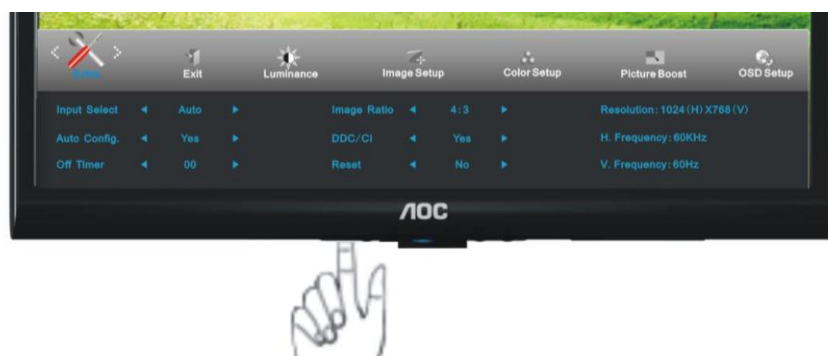 Extra
Exit
Luminance
Image Setup
Color Setup
Picture Boost
OSD Setup
Input Select ◄ Auto ► Image Ratio ◄ 4:3 ► Resolution: 1024 (H) X768 (V)
Auto Config. ◄ Yes ► DDC/CI ◄ Yes ► H. Frequency: 60KHz
Off Timer ◄ 00 ► Reset ◄ No ► V. Frequency: 60Hz
AOC